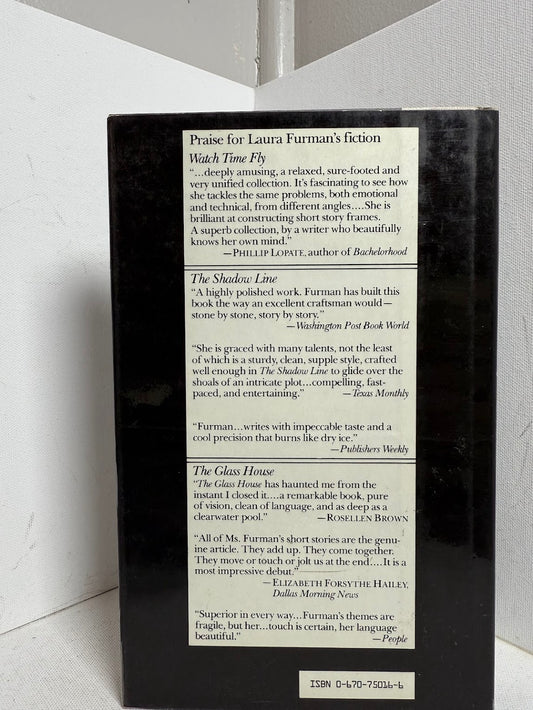 Praise for Laura Furman's fiction
Watch Time Fly
"...deeply amusing, a relaxed, sure-footed and
very unified collection. It's fascinating to see how
she tackles the same problems, both emotional
and technical, from different angles....She is
brilliant at constructing short story frames.
A superb collection, by a writer who beautifully
knows her own mind."
—PHILLIP LOPATE, author of Bachelorhood
The Shadow Line
"A highly polished work. Furman has built this
book the way an excellent craftsman would—
stone by stone, story by story."
—Washington Post Book World
"She is graced with many talents, not the least
of which is a sturdy, clean, supple style, crafted
well enough in The Shadow Line to glide over the
shoals of an intricate plot...compelling, fast-
paced, and entertaining." —Texas Monthly
"Furman...writes with impeccable taste and a
cool precision that burns like dry ice."
—Publishers Weekly
The Glass House
"The Glass House has haunted me from the
instant I closed it....a remarkable book, pure
of vision, clean of language, and as deep as a
clearwater pool." —ROSELLEN BROWN
"All of Ms. Furman's short stories are the genu-
ine article. They add up. They come together.
They move or touch or jolt us at the end....It is a
most impressive debut."
—ELIZABETH FORSYTHE HAILEY,
Dallas Morning News
"Superior in every way...Furman's themes are
fragile, but her...touch is certain, her language
beautiful." —People
ISBN 0-670-75016-6